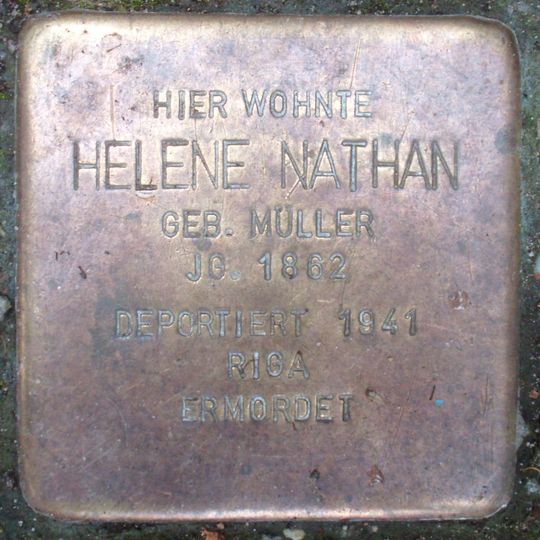 HIER WOHNTE
HELENE NATHAN
GEB. MÜLLER
JG. 1862
DEPORTIERT 1941
RIGA
ERMORDET